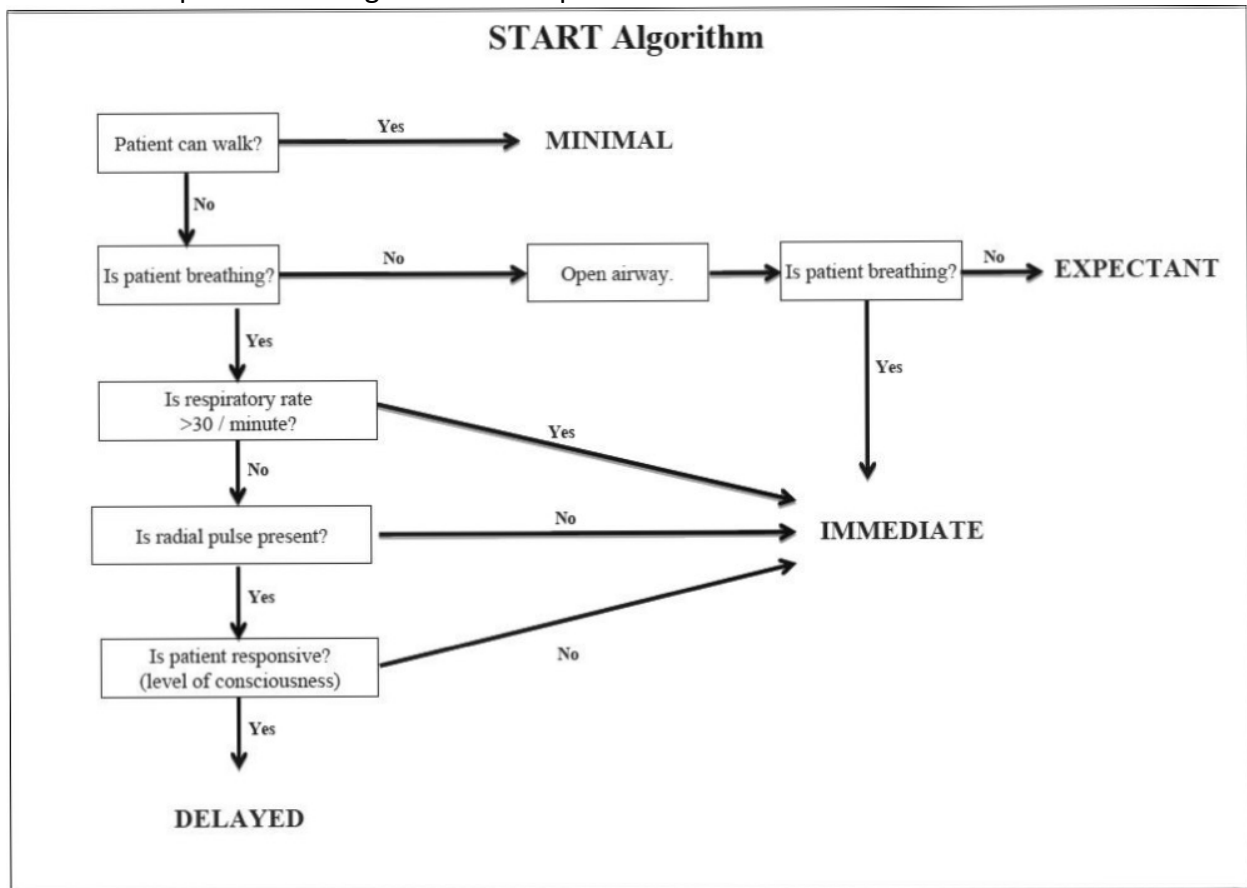 START Algorithm
Patient can walk?
Yes
MINIMAL
No
Is patient breathing?
No
Open airway.
Is patient breathing?
No
EXPECTANT
Yes
Yes
Is respiratory rate
>30 / minute?
Yes
No
Is radial pulse present?
No
IMMEDIATE
Yes
Is patient responsive?
(level of consciousness)
No
Yes
DELAYED